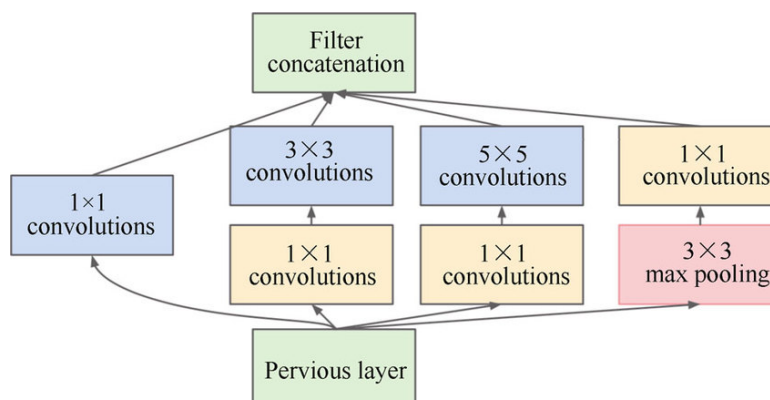 Filter
concatenation
3×3
convolutions
5×5
convolutions
1×1
convolutions
1×1
convolutions
1×1
convolutions
1×1
convolutions
3×3
max pooling
Pervious layer